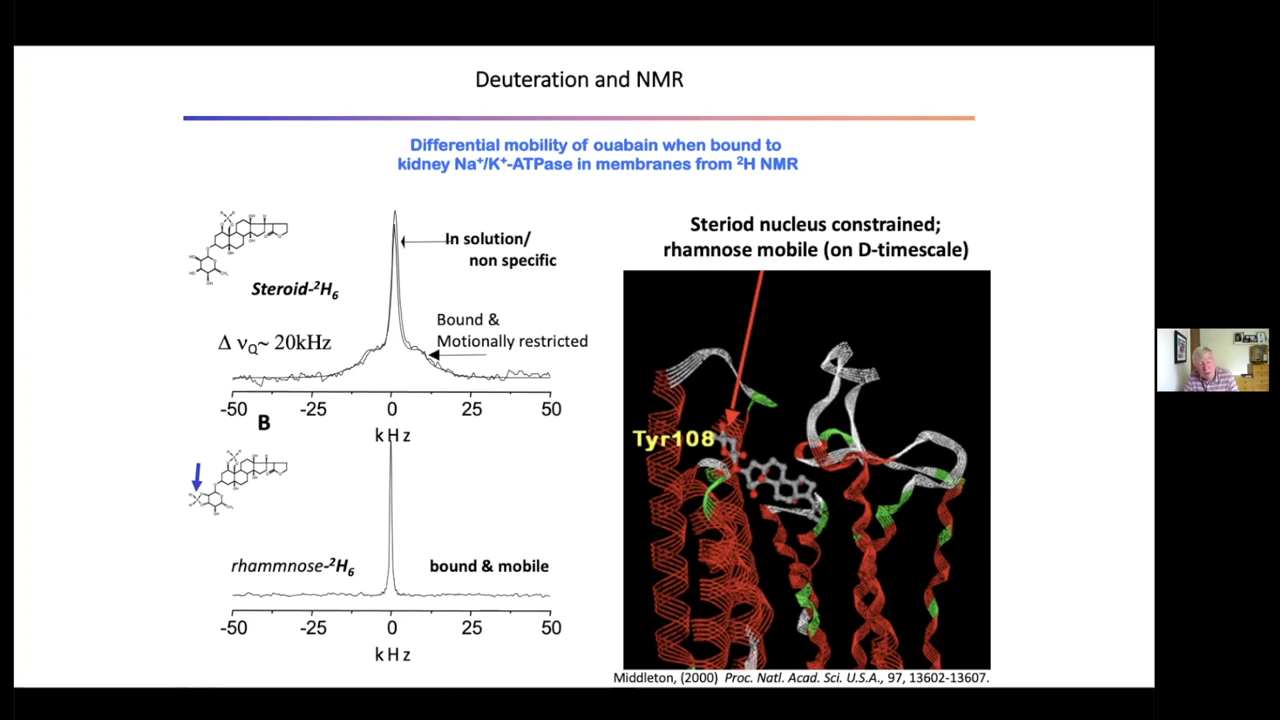 Deuteration and NMR
Differential mobility of ouabain when bound to
kidney Na⁺/K⁺-ATPase in membranes from ²H NMR
In solution/
non specific
Steroid-²H₆
Bound &
Motionally restricted
Δ νQ~ 20kHz
-50 -25 0 25 50
kHz
B
rhammnose-²H₆
bound & mobile
-50 -25 0 25 50
kHz
Steriod nucleus constrained;
rhamnose mobile (on D-timescale)
Tyr108
Middleton, (2000) Proc. Natl. Acad. Sci. U.S.A., 97, 13602-13607.